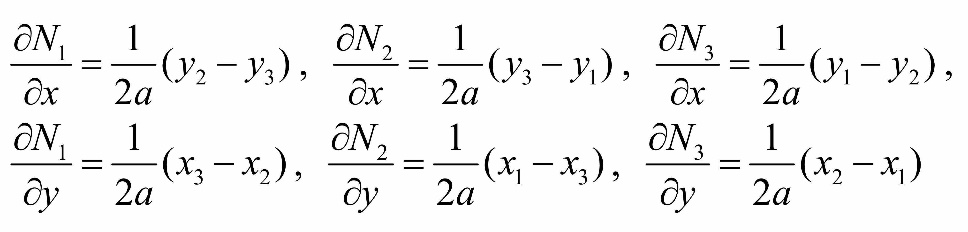 ∂N₁/∂x = 1/2a (y₂ − y₃) , ∂N₂/∂x = 1/2a (y₃ − y₁) , ∂N₃/∂x = 1/2a (y₁ − y₂) ,
∂N₁/∂y = 1/2a (x₃ − x₂) , ∂N₂/∂y = 1/2a (x₁ − x₃) , ∂N₃/∂y = 1/2a (x₂ − x₁)